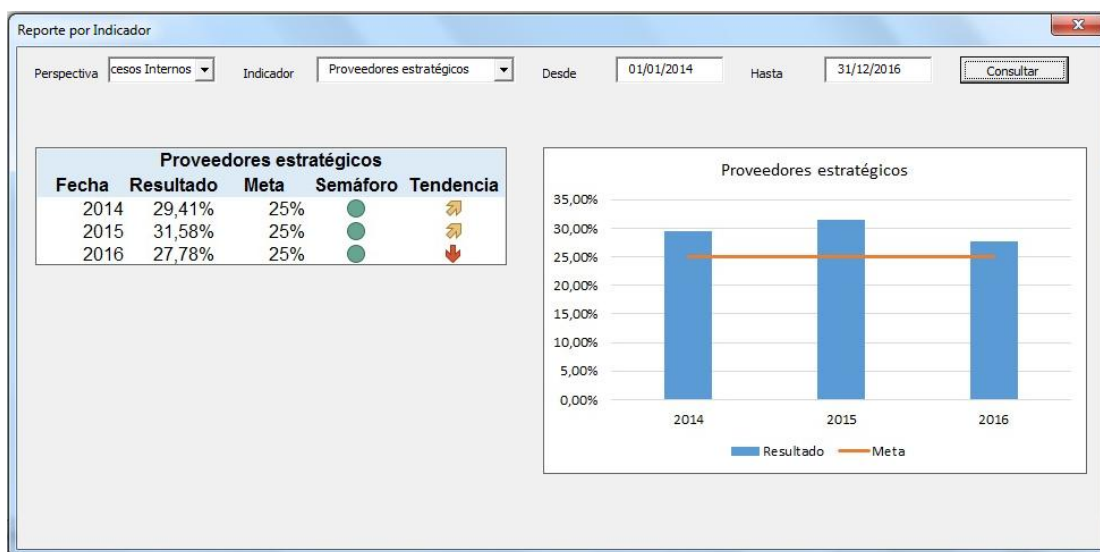 Reporte por Indicador
Perspectiva cesos Internos Indicador Proveedores estratégicos Desde 01/01/2014 Hasta 31/12/2016 Consultar
Proveedores estratégicos
Fecha Resultado Meta Semáforo Tendencia
2014 29,41% 25%
2015 31,58% 25%
2016 27,78% 25%
Proveedores estratégicos
35,00%
30,00%
25,00%
20,00%
15,00%
10,00%
5,00%
0,00%
2014 2015 2016
Resultado Meta